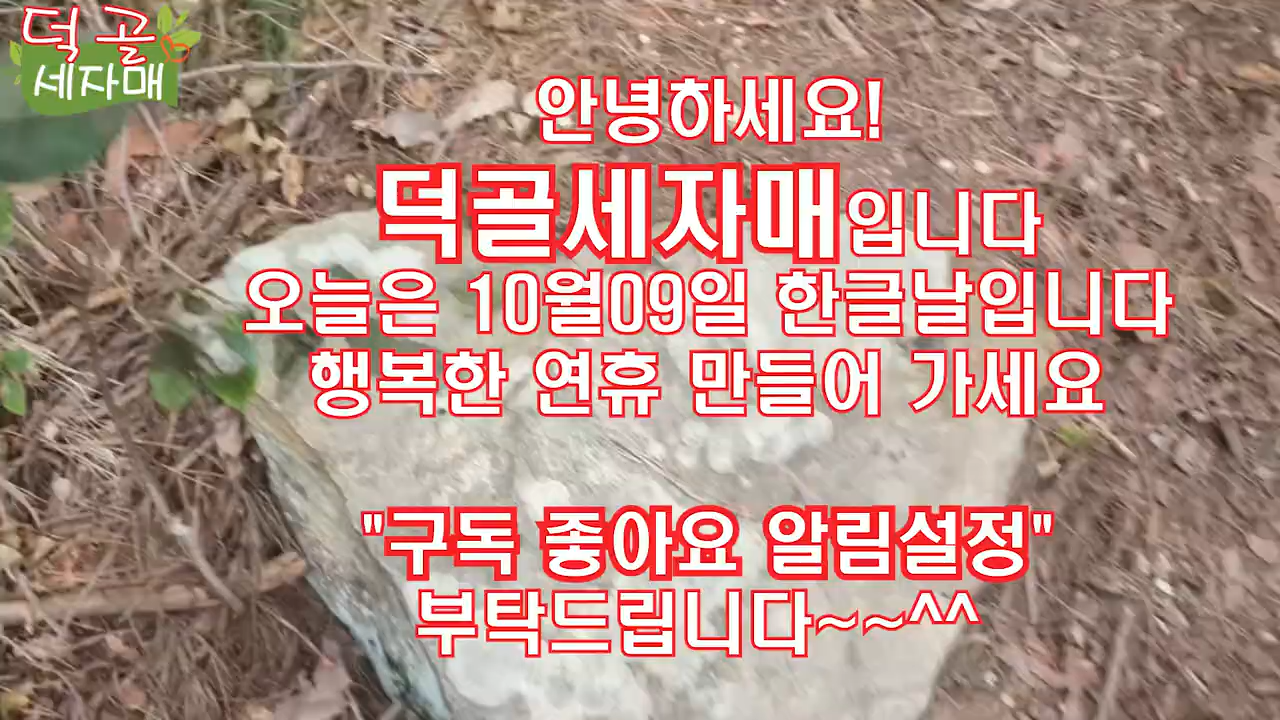 덕골
세자매
안녕하세요!
덕골세자매입니다
오늘은 10월09일 한글날입니다
행복한 연휴 만들어 가세요
"구독 좋아요 알림설정"
부탁드립니다~~^^